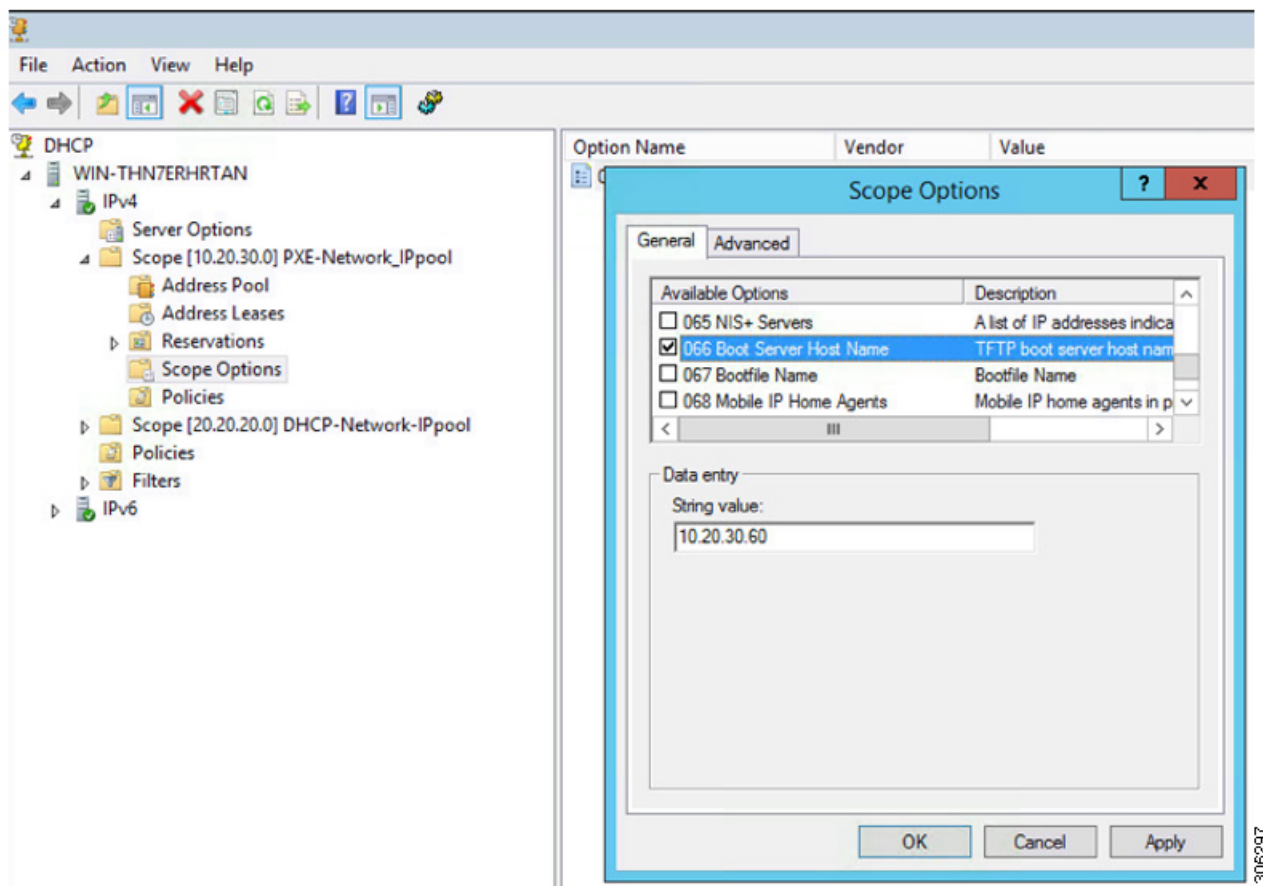 File Action View Help
DHCP
WIN-THN7ERHRTAN
IPv4
Server Options
Scope [10.20.30.0] PXE-Network_IPpool
Address Pool
Address Leases
Reservations
Scope Options
Policies
Scope [20.20.20.0] DHCP-Network-IPpool
Policies
Filters
IPv6
Option Name Vendor Value
Scope Options
? x
General Advanced
Available Options Description
065 NIS+ Servers A list of IP addresses indica
066 Boot Server Host Name TFTP boot server host nam
067 Bootfile Name Bootfile Name
068 Mobile IP Home Agents Mobile IP home agents in p
Data entry
String value:
10.20.30.60
OK Cancel Apply
306297